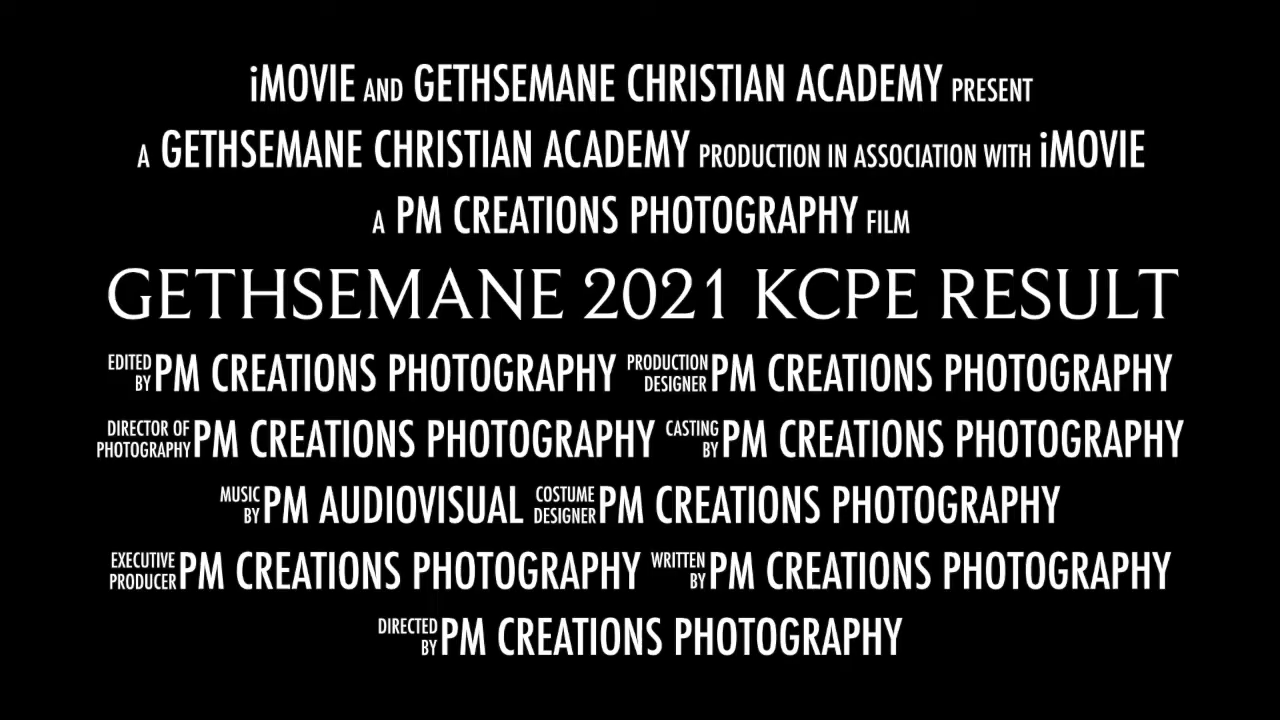 iMOVIE AND GETHSEMANE CHRISTIAN ACADEMY PRESENT
A GETHSEMANE CHRISTIAN ACADEMY PRODUCTION IN ASSOCIATION WITH iMOVIE
A PM CREATIONS PHOTOGRAPHY FILM
GETHSEMANE 2021 KCPE RESULT
EDITED BY PM CREATIONS PHOTOGRAPHY PRODUCTION DESIGNER PM CREATIONS PHOTOGRAPHY
DIRECTOR OF PHOTOGRAPHY PM CREATIONS PHOTOGRAPHY CASTING BY PM CREATIONS PHOTOGRAPHY
MUSIC BY PM AUDIOVISUAL COSTUME DESIGNER PM CREATIONS PHOTOGRAPHY
EXECUTIVE PRODUCER PM CREATIONS PHOTOGRAPHY WRITTEN BY PM CREATIONS PHOTOGRAPHY
DIRECTED BY PM CREATIONS PHOTOGRAPHY